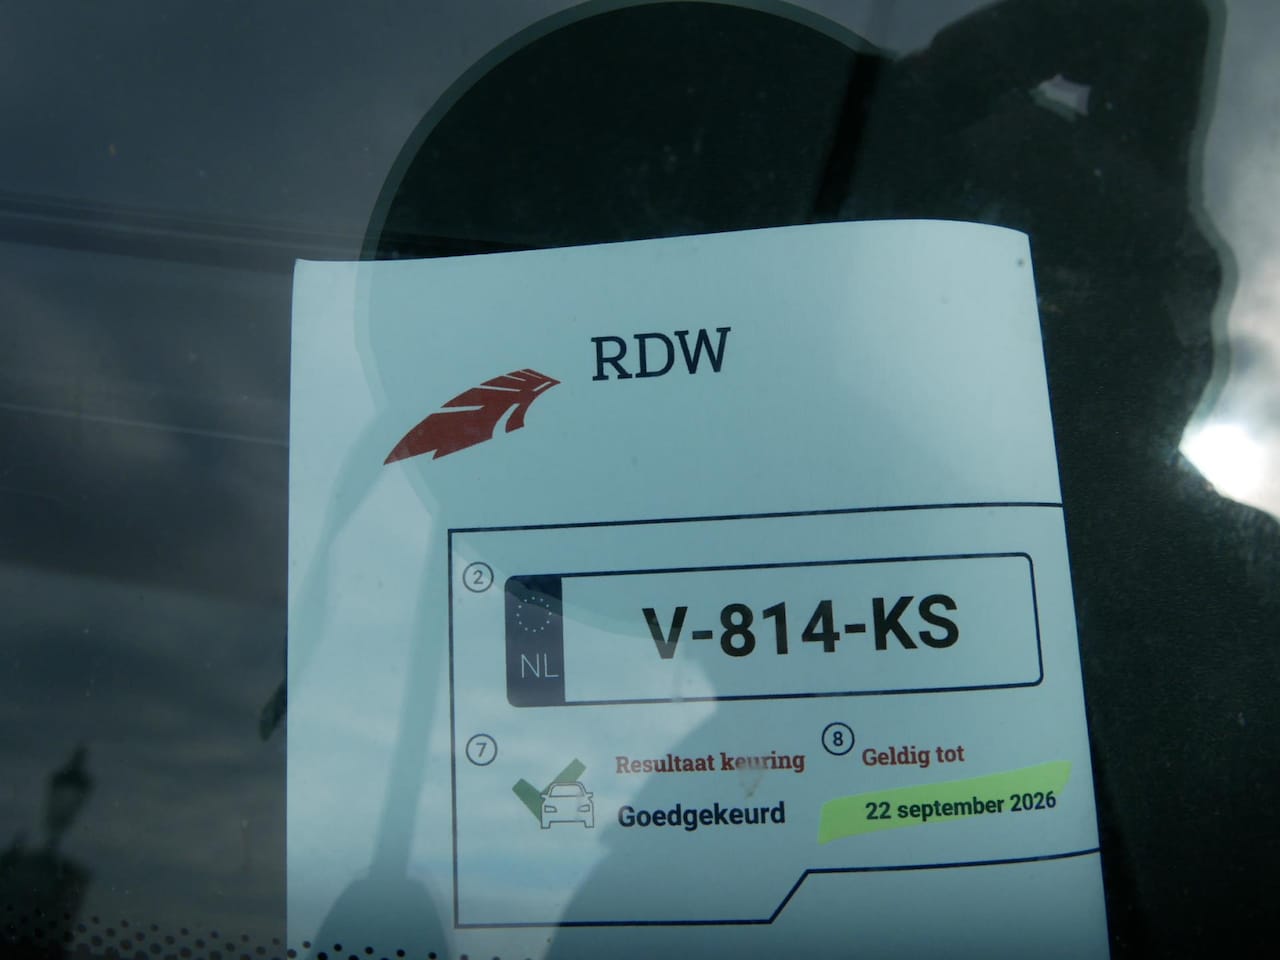 RDW
2
NL
V-814-KS
7
Resultaat keuring
Goedgekeurd
8
Geldig tot
22 september 2026